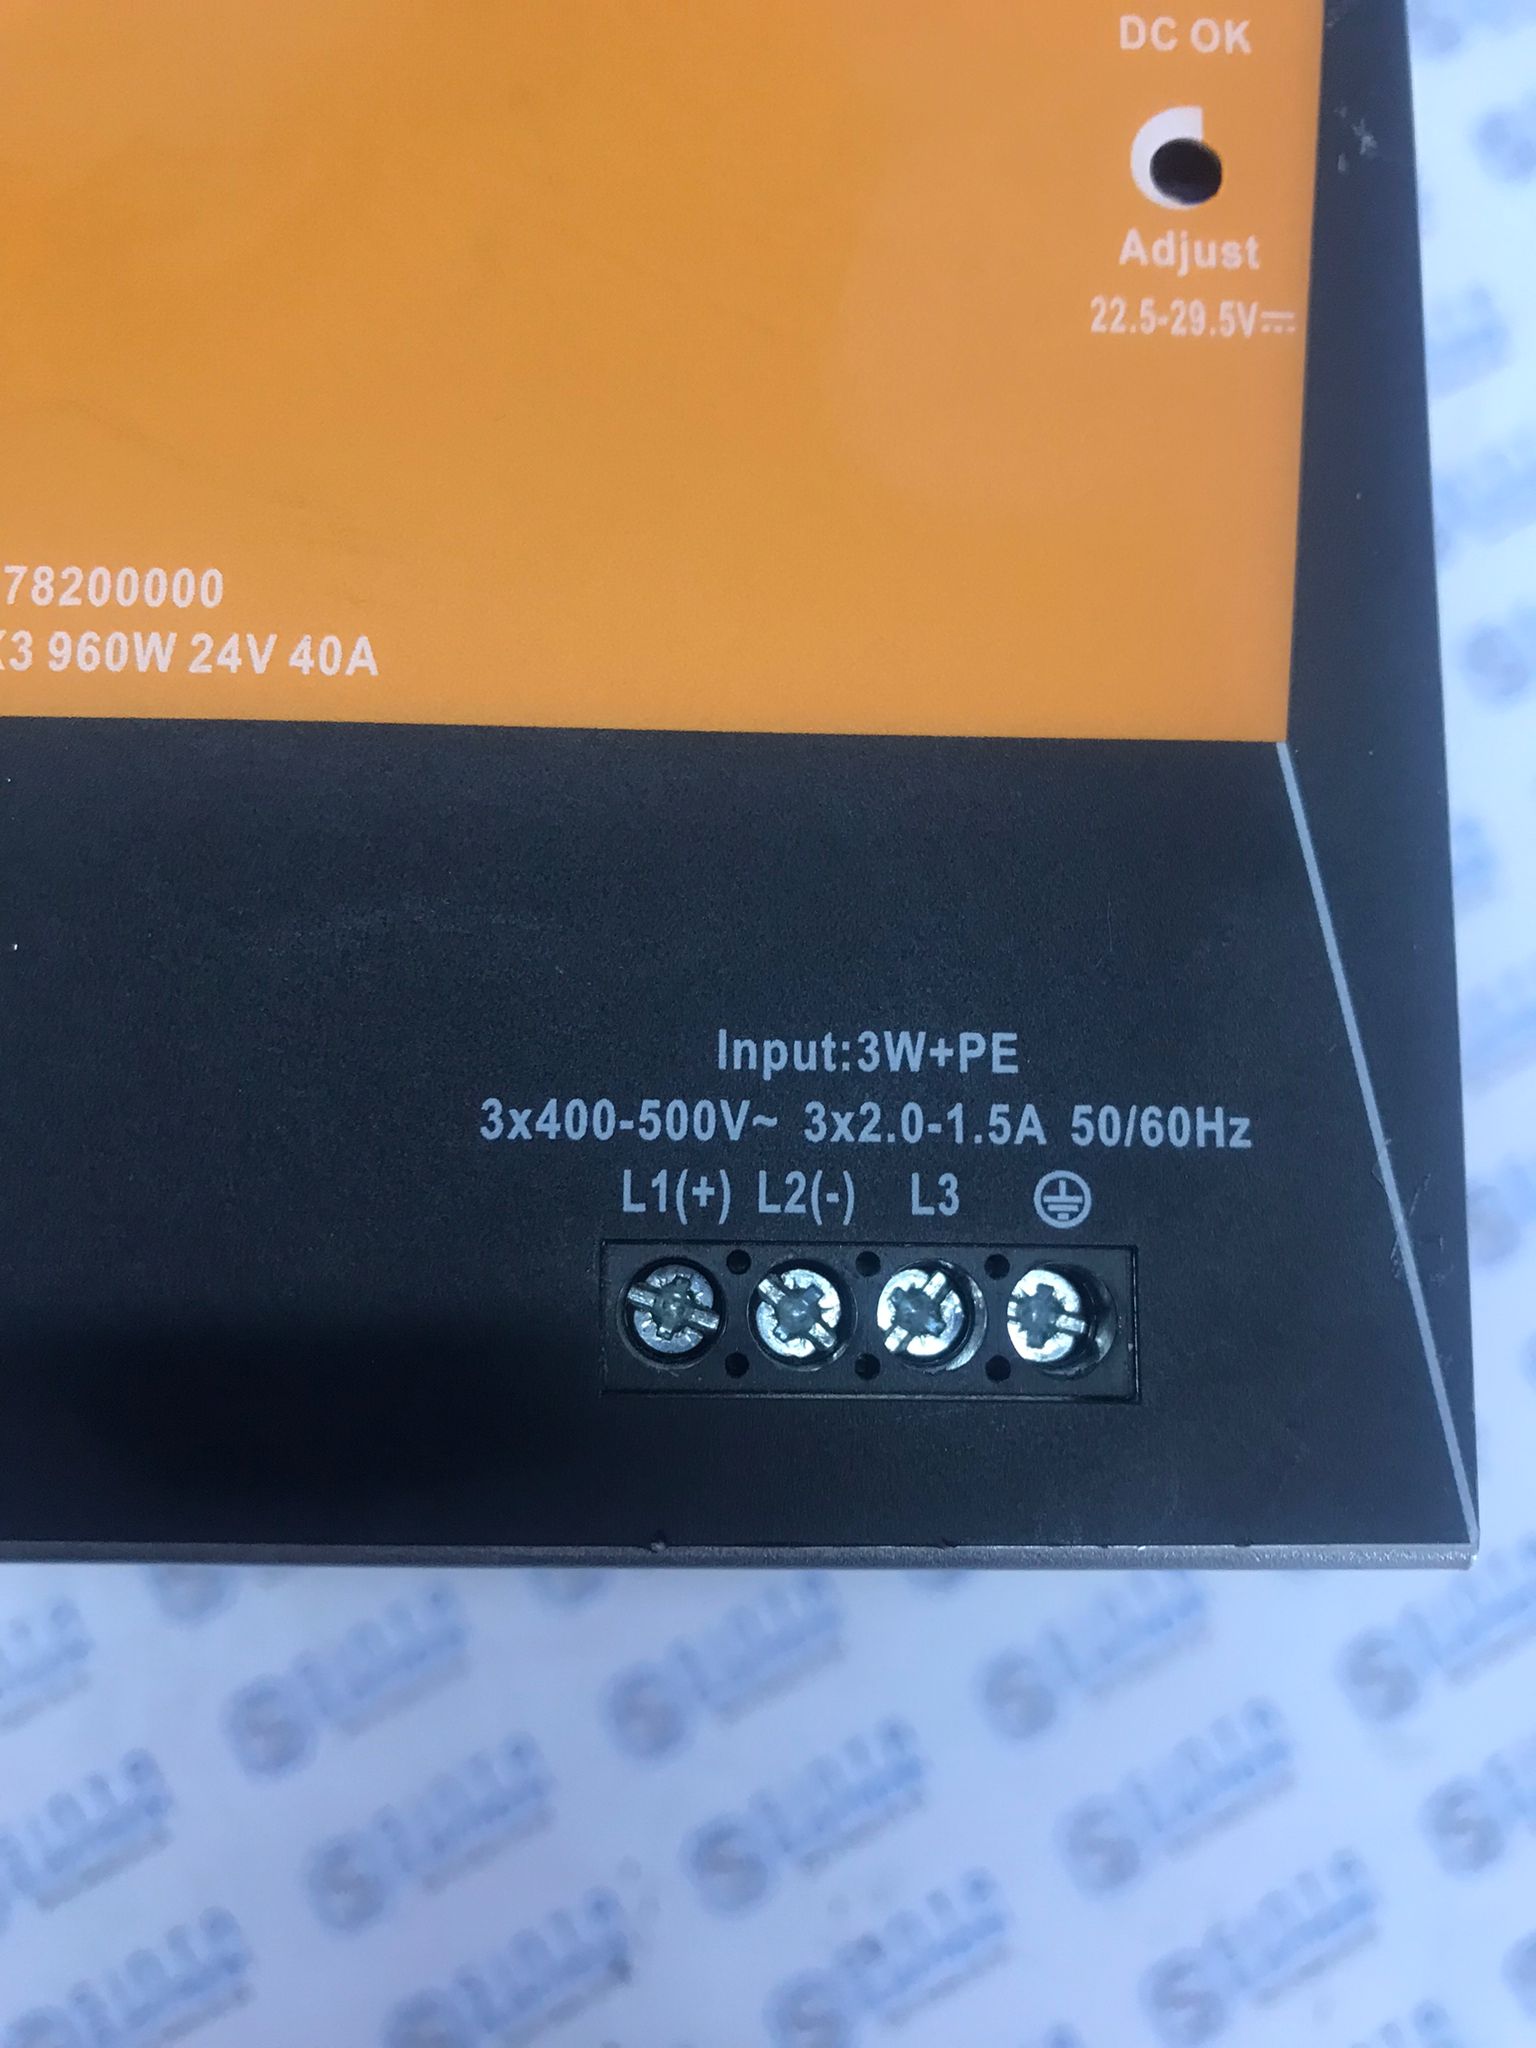 DC OK
Adjust
22.5-29.5V⎓
78200000
3 960W 24V 40A
Input:3W+PE
3x400-500V~ 3x2.0-1.5A 50/60Hz
L1(+) L2(-) L3